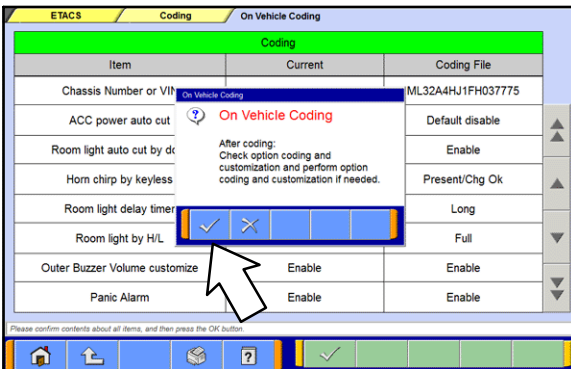 ETACS Coding On Vehicle Coding
Coding
Item Current Coding File
Chassis Number or VIN ML32A4HJ1FH037775
ACC power auto cut Default disable
Room light auto cut by do Enable
Horn chirp by keyless Present/Chg Ok
Room light delay timer Long
Room light by H/L Full
Outer Buzzer Volume customize Enable Enable
Panic Alarm Enable Enable
On Vehicle Coding
On Vehicle Coding
After coding:
Check option coding and
customization and perform option
coding and customization if needed.
Please confirm contents about all items, and then press the OK button.